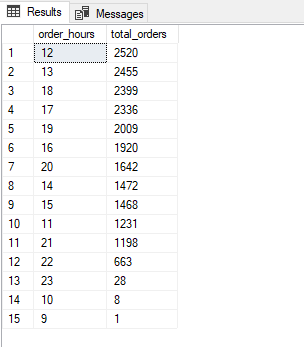 Results Messages
order_hours total_orders
1 12 2520
2 13 2455
3 18 2399
4 17 2336
5 19 2009
6 16 1920
7 20 1642
8 14 1472
9 15 1468
10 11 1231
11 21 1198
12 22 663
13 23 28
14 10 8
15 9 1